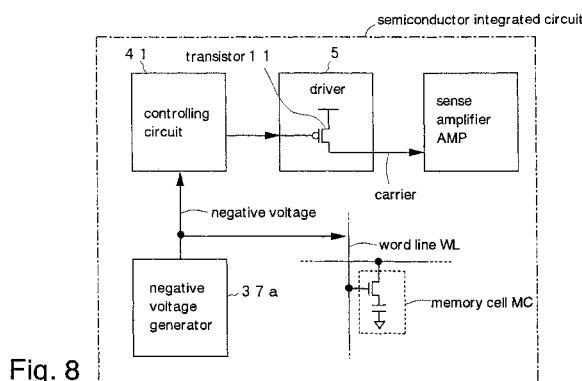 semiconductor integrated circuit
4 1
transistor 1 1
5
controlling
circuit
driver
sense
amplifier
AMP
carrier
negative voltage
word line WL
negative
voltage
generator
3 7 a
memory cell MC
Fig. 8